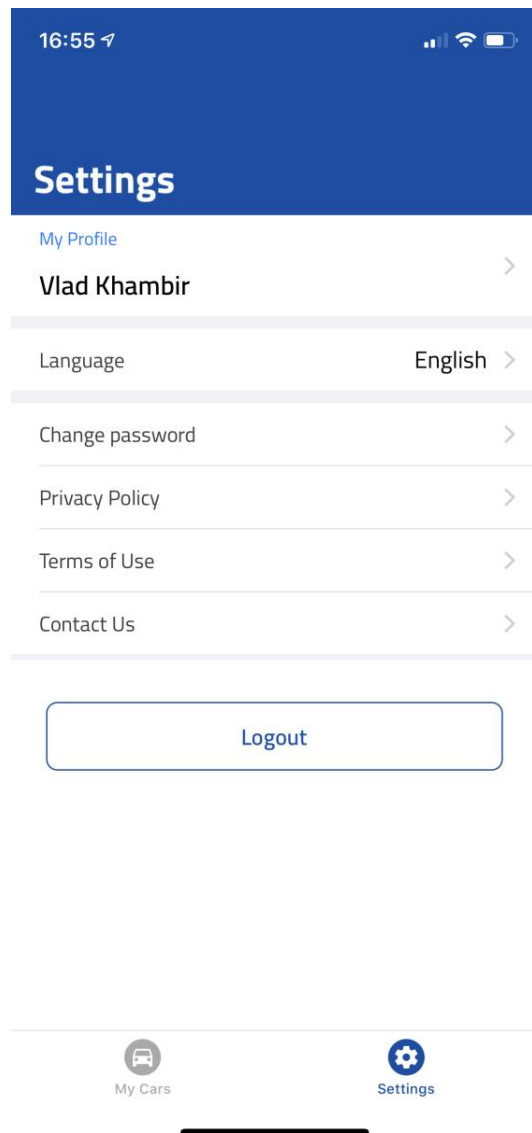 16:55
Settings
My Profile
Vlad Khambir
Language English
Change password
Privacy Policy
Terms of Use
Contact Us
Logout
My Cars Settings